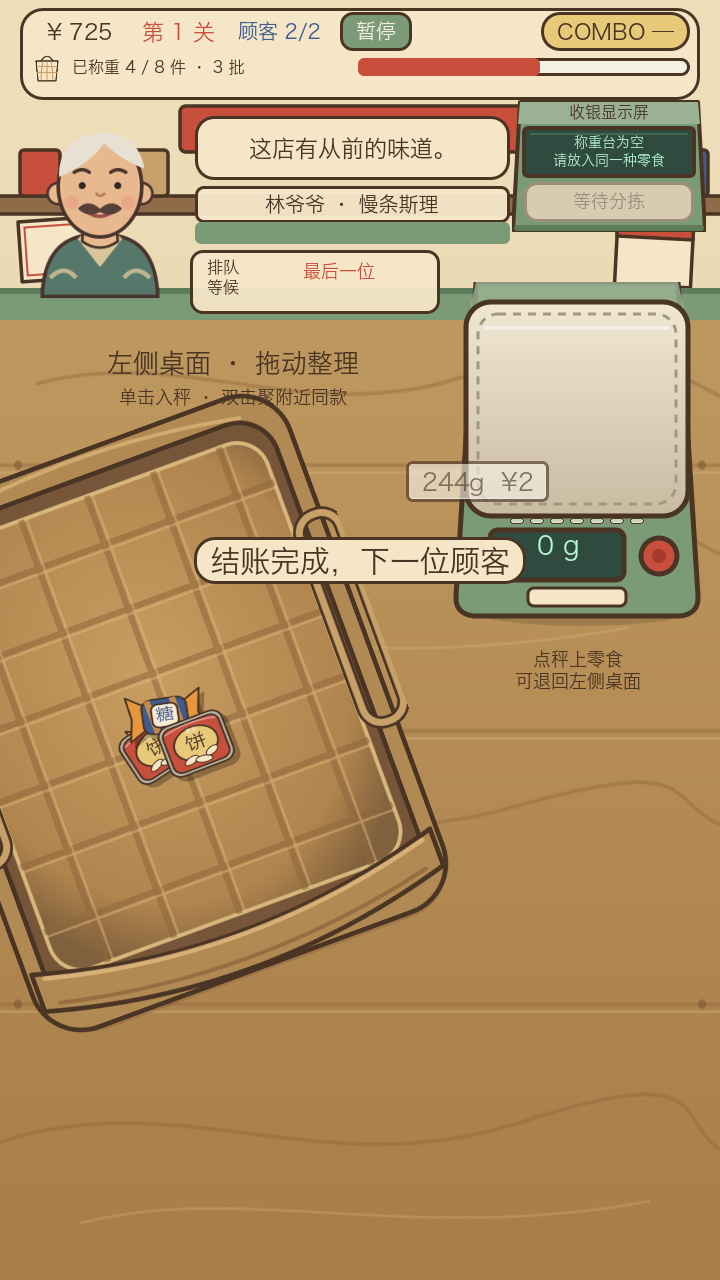 ¥ 725 第 1 关 顾客 2/2 暂停 COMBO —
已称重 4 / 8 件 · 3 批
收银显示屏
称重台为空
请放入同一种零食
等待分拣
这店有从前的味道。
林爷爷 · 慢条斯理
排队
等候
最后一位
左侧桌面 · 拖动整理
单击入秤 · 双击聚附近同款
244g ¥2
0 g
结账完成，下一位顾客
点秤上零食
可退回左侧桌面
糖
饼
饼